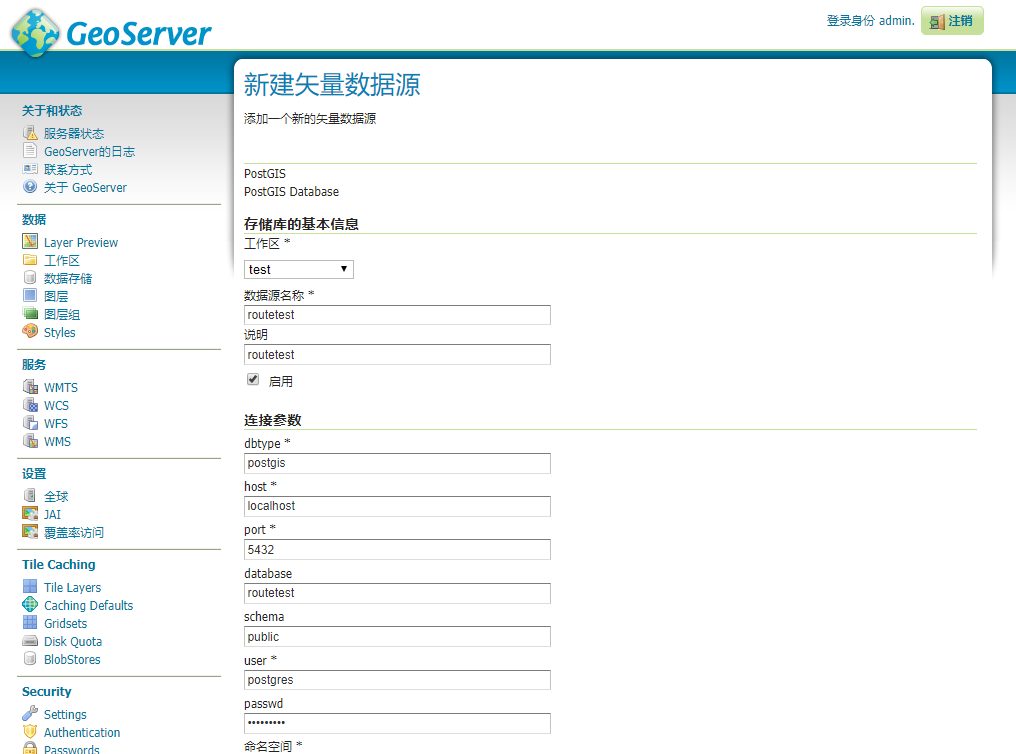 GeoServer
登录身份 admin.
注销
关于和状态
服务器状态
GeoServer的日志
联系方式
关于 GeoServer
数据
Layer Preview
工作区
数据存储
图层
图层组
Styles
服务
WMTS
WCS
WFS
WMS
设置
全球
JAI
覆盖率访问
Tile Caching
Tile Layers
Caching Defaults
Gridsets
Disk Quota
BlobStores
Security
Settings
Authentication
Passwords
新建矢量数据源
添加一个新的矢量数据源
PostGIS
PostGIS Database
存储库的基本信息
工作区 *
test
数据源名称 *
routetest
说明
routetest
启用
连接参数
dbtype *
postgis
host *
localhost
port *
5432
database
routetest
schema
public
user *
postgres
passwd
•••••••••
命名空间 *